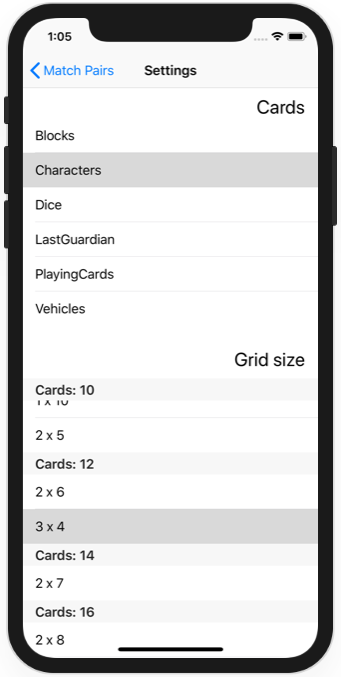 1:05
Match Pairs Settings
Cards
Blocks
Characters
Dice
LastGuardian
PlayingCards
Vehicles
Grid size
Cards: 10
1 x 10
2 x 5
Cards: 12
2 x 6
3 x 4
Cards: 14
2 x 7
Cards: 16
2 x 8